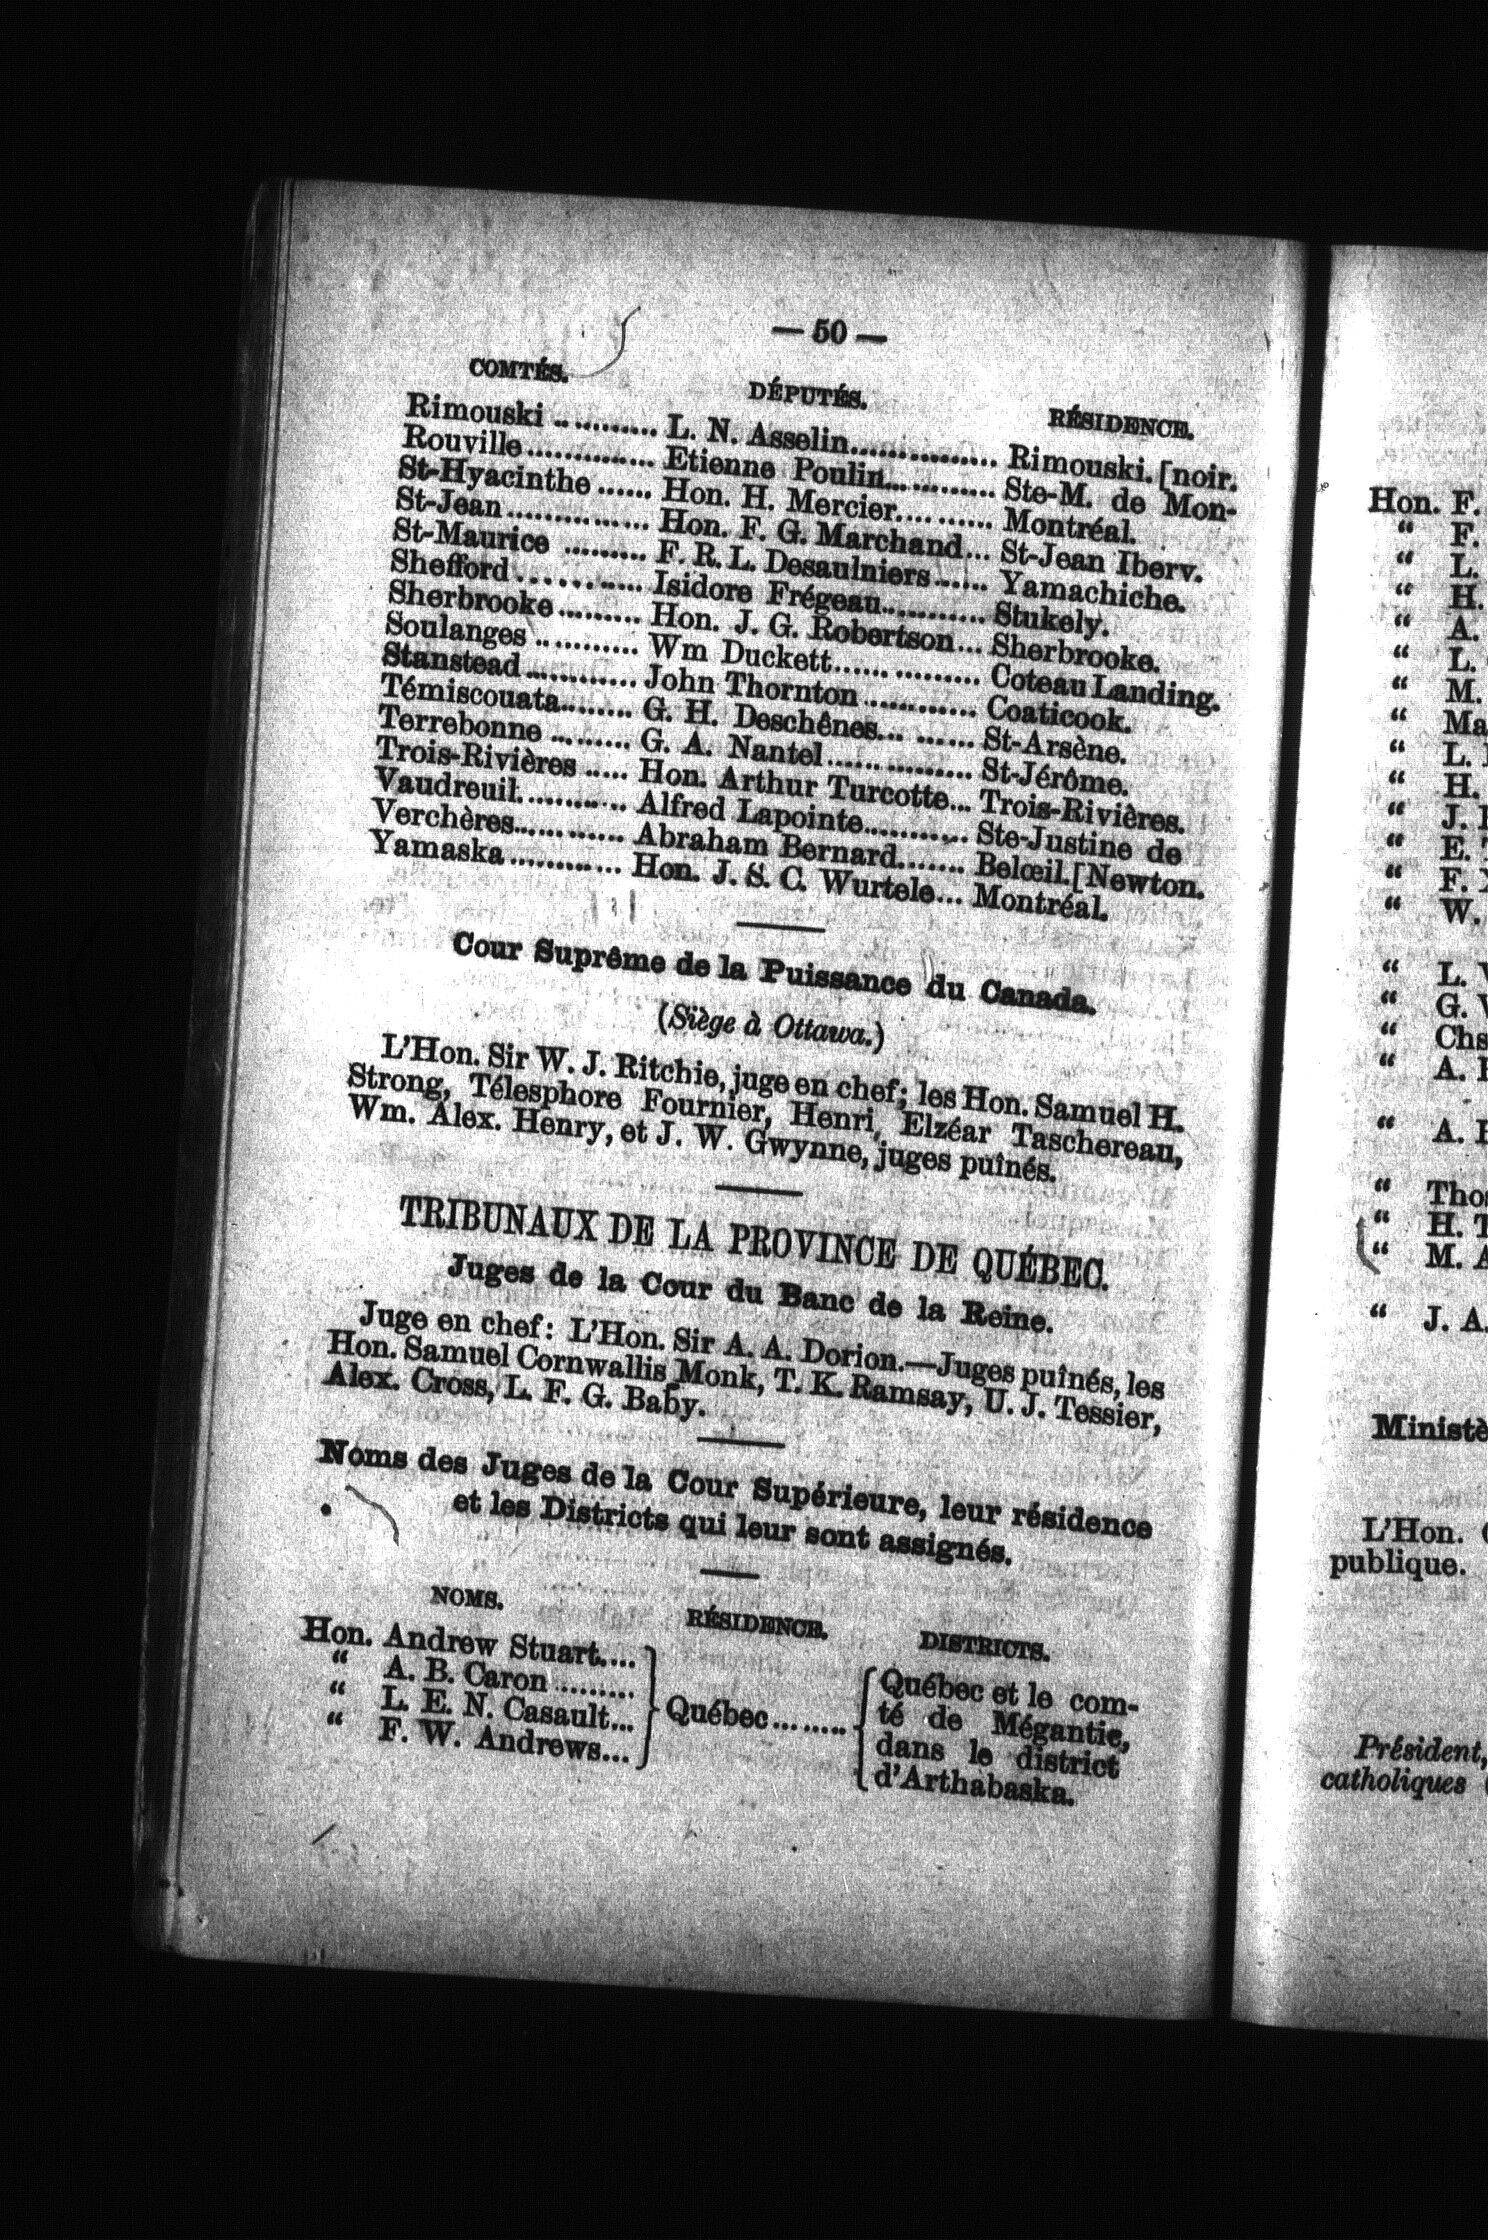 — 50 —
COMTÉS. DÉPUTÉS. RÉSIDENCE.
Rimouski ........... L. N. Asselin............... Rimouski. [noir.
Rouville.............. Etienne Poulin............ Ste-M. de Mon-
St-Hyacinthe ...... Hon. H. Mercier.......... Montréal.
St-Jean ............... Hon. F. G. Marchand... St-Jean Iberv.
St-Maurice ......... F. R. L. Desaulniers...... Yamachiche.
Shefford.............. Isidore Frégeau........... Stukely.
Sherbrooke ......... Hon. J. G. Robertson... Sherbrooke.
Soulanges ........... Wm Duckett............... Coteau Landing.
Stanstead ............ John Thornton ............ Coaticook.
Témiscouata........ G. H. Deschênes.......... St-Arsène.
Terrebonne ......... G. A. Nantel ............... St-Jérôme.
Trois-Rivières ..... Hon. Arthur Turcotte... Trois-Rivières.
Vaudreuil............ Alfred Lapointe........... Ste-Justine de
Verchères............ Abraham Bernard....... Belœil. [Newton.
Yamaska ............ Hon. J. S. C. Wurtele... Montréal.
Cour Suprême de la Puissance du Canada.
(Siège à Ottawa.)
L'Hon. Sir W. J. Ritchie, juge en chef; les Hon. Samuel H.
Strong, Télesphore Fournier, Henri, Elzéar Taschereau,
Wm. Alex. Henry, et J. W. Gwynne, juges puînés.
TRIBUNAUX DE LA PROVINCE DE QUÉBEC.
Juges de la Cour du Banc de la Reine.
Juge en chef: L'Hon. Sir A. A. Dorion.—Juges puînés, les
Hon. Samuel Cornwallis Monk, T. K. Ramsay, U. J. Tessier,
Alex. Cross, L. F. G. Baby.
Noms des Juges de la Cour Supérieure, leur résidence
et les Districts qui leur sont assignés.
NOMS. RÉSIDENCE. DISTRICTS.
Hon. Andrew Stuart.... Québec et le com-
" A. B. Caron ......... té de Mégantic,
" L. E. N. Casault... Québec........ dans le district
" F. W. Andrews... d'Arthabaska.
Hon. F.
" F.
" L.
" H.
" A.
" L.
" M.
" Ma
" L.
" H.
" J.
" E.
" F.
" W.
" L.
" G.
" Chs
" A.
" A.
" Thos
" H.
" M.
" J. A.
Ministè
L'Hon.
publique.
Président,
catholiques